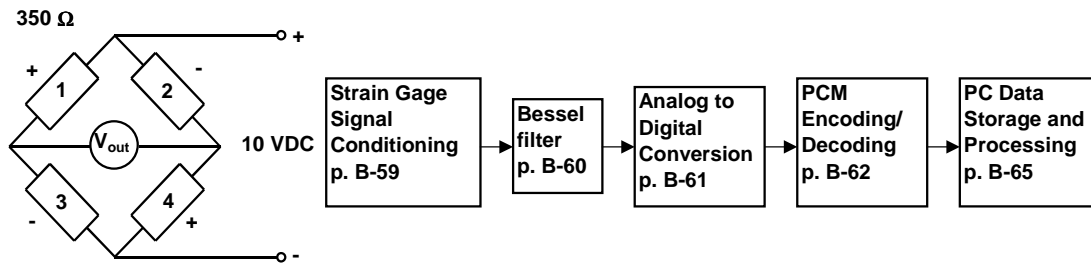 350 Ω
+
-
+
1
2
Vout
10 VDC
3
4
-
+
-
Strain Gage
Signal
Conditioning
p. B-59
Bessel
filter
p. B-60
Analog to
Digital
Conversion
p. B-61
PCM
Encoding/
Decoding
p. B-62
PC Data
Storage and
Processing
p. B-65